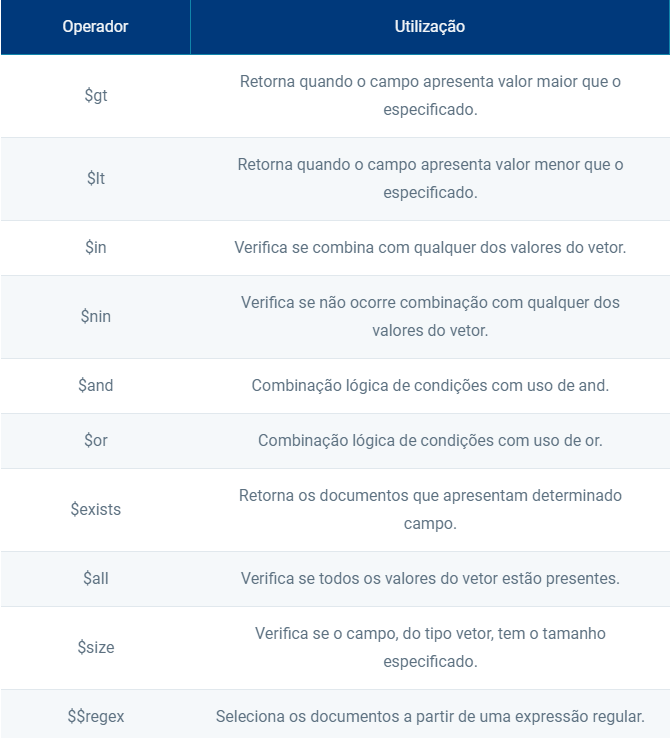 Operador Utilização
$gt Retorna quando o campo apresenta valor maior que o
especificado.
$lt Retorna quando o campo apresenta valor menor que o
especificado.
$in Verifica se combina com qualquer dos valores do vetor.
$nin Verifica se não ocorre combinação com qualquer dos
valores do vetor.
$and Combinação lógica de condições com uso de and.
$or Combinação lógica de condições com uso de or.
$exists Retorna os documentos que apresentam determinado
campo.
$all Verifica se todos os valores do vetor estão presentes.
$size Verifica se o campo, do tipo vetor, tem o tamanho
especificado.
$$regex Seleciona os documentos a partir de uma expressão regular.